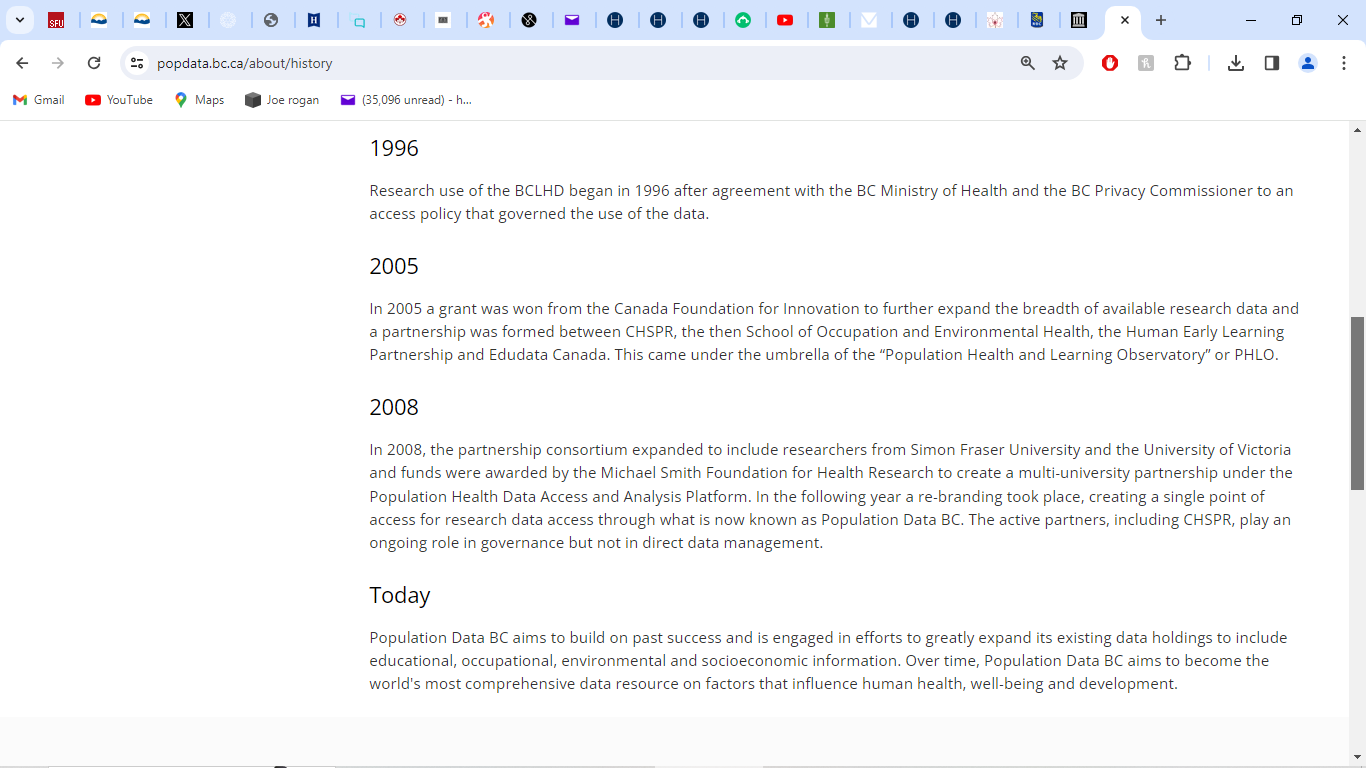 SFU
popdata.bc.ca/about/history
Gmail
YouTube
Maps
Joe rogan
(35,096 unread) - h...
1996
Research use of the BCLHD began in 1996 after agreement with the BC Ministry of Health and the BC Privacy Commissioner to an
access policy that governed the use of the data.
2005
In 2005 a grant was won from the Canada Foundation for Innovation to further expand the breadth of available research data and
a partnership was formed between CHSPR, the then School of Occupation and Environmental Health, the Human Early Learning
Partnership and Edudata Canada. This came under the umbrella of the “Population Health and Learning Observatory” or PHLO.
2008
In 2008, the partnership consortium expanded to include researchers from Simon Fraser University and the University of Victoria
and funds were awarded by the Michael Smith Foundation for Health Research to create a multi-university partnership under the
Population Health Data Access and Analysis Platform. In the following year a re-branding took place, creating a single point of
access for research data access through what is now known as Population Data BC. The active partners, including CHSPR, play an
ongoing role in governance but not in direct data management.
Today
Population Data BC aims to build on past success and is engaged in efforts to greatly expand its existing data holdings to include
educational, occupational, environmental and socioeconomic information. Over time, Population Data BC aims to become the
world's most comprehensive data resource on factors that influence human health, well-being and development.